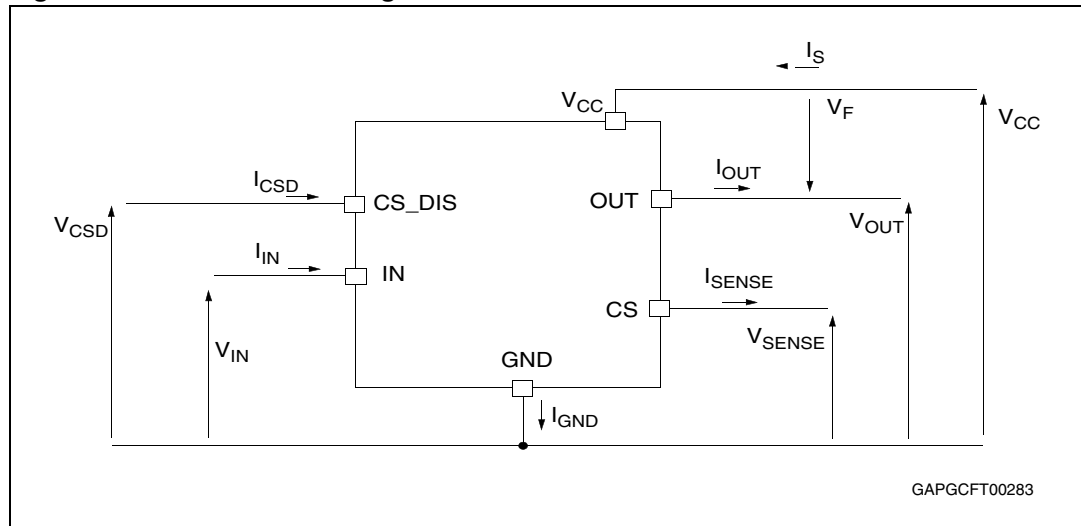 I_S
V_CC
V_F
V_CC
I_CSD
I_OUT
CS_DIS
OUT
V_CSD
V_OUT
I_IN
IN
I_SENSE
CS
V_IN
V_SENSE
GND
I_GND
GAPGCFT00283